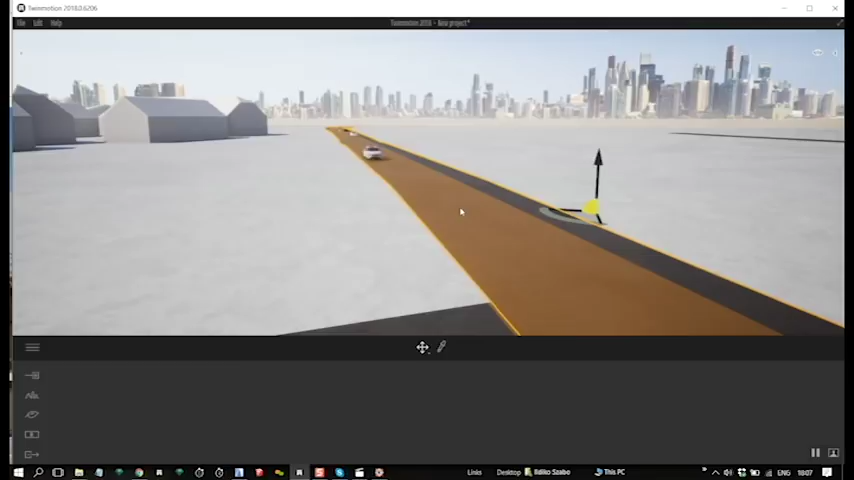 Twinmotion 2018.0.6206
File Edit Help
Twinmotion 2018 - New project*
Links Desktop Ildiko Szabo This PC
ENG 18:07